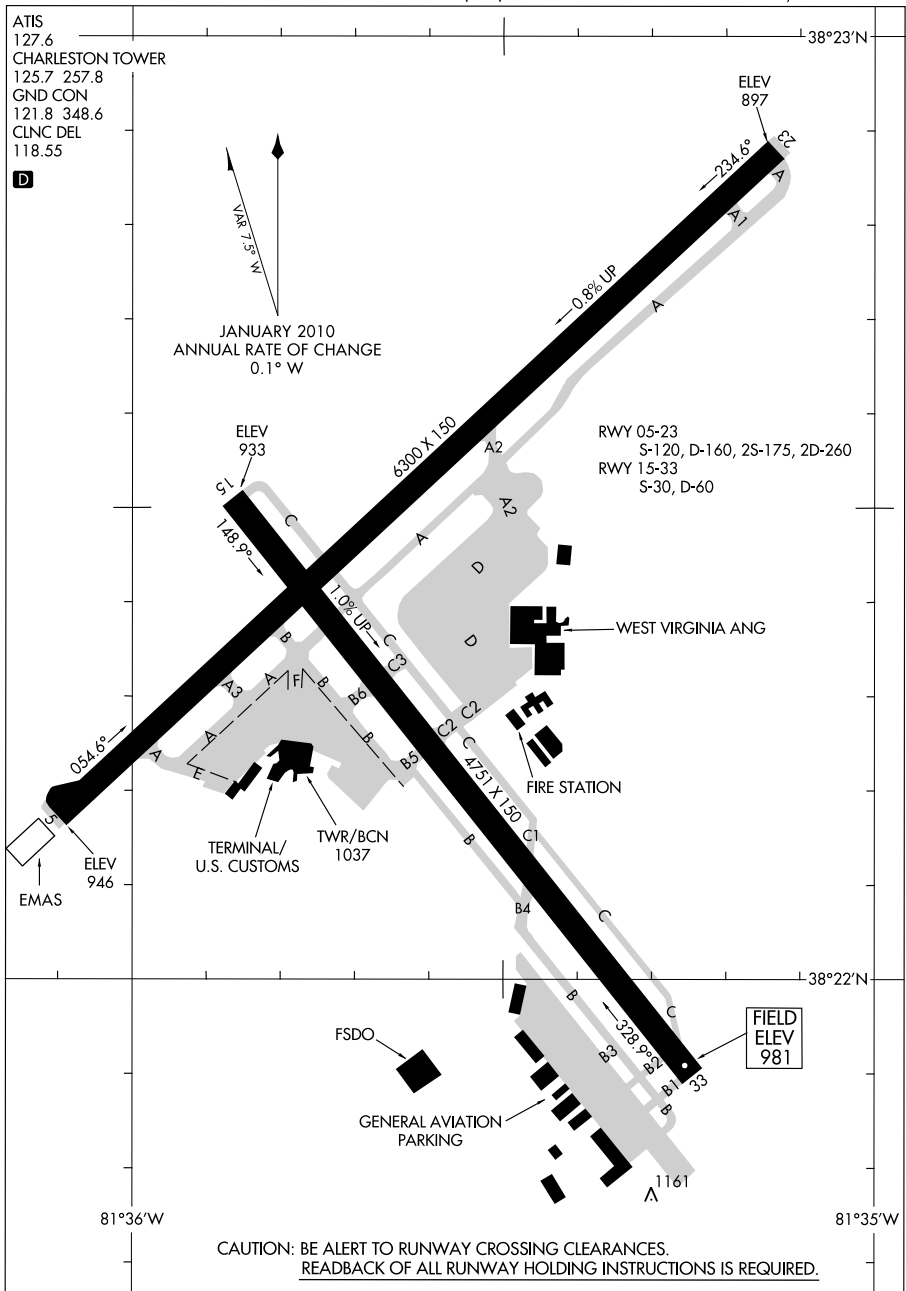 ATIS
127.6
CHARLESTON TOWER
125.7 257.8
GND CON
121.8 348.6
CLNC DEL
118.55
D
38°23'N
ELEV
897
23
234.6°
A
A1
VAR 7.5° W
0.8% UP
A
JANUARY 2010
ANNUAL RATE OF CHANGE
0.1° W
6300 X 150
RWY 05-23
S-120, D-160, 2S-175, 2D-260
RWY 15-33
S-30, D-60
ELEV
933
15
A2
A2
C
148.9°
A
D
1.0% UP
D
C
C3
WEST VIRGINIA ANG
B
A
F
B
A3
B6
C2
C2
A
B
C
054.6°
A
E
B5
4751 X 150
FIRE STATION
5
TERMINAL/
U.S. CUSTOMS
TWR/BCN
1037
B
C1
ELEV
946
EMAS
B4
C
38°22'N
B
C
328.9°
FIELD
ELEV
981
FSDO
B3
B2
B1
33
B
GENERAL AVIATION
PARKING
1161
81°36'W
81°35'W
CAUTION: BE ALERT TO RUNWAY CROSSING CLEARANCES.
READBACK OF ALL RUNWAY HOLDING INSTRUCTIONS IS REQUIRED.